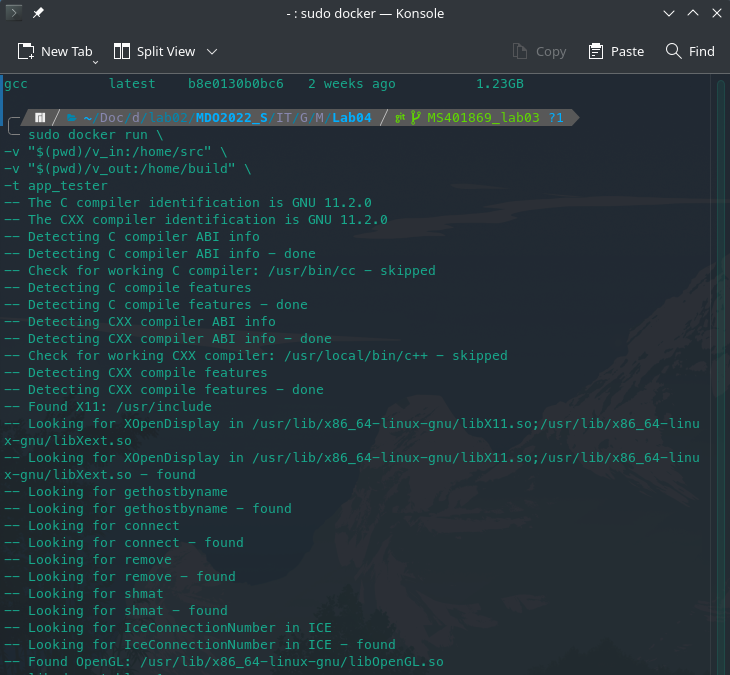 - : sudo docker — Konsole
New Tab Split View Copy Paste Find
gcc latest b8e0130b0bc6 2 weeks ago 1.23GB
~/Doc/d/lab02/MDO2022_S/IT/G/M/Lab04 / git MS401869_lab03 ?1
sudo docker run \
-v "$(pwd)/v_in:/home/src" \
-v "$(pwd)/v_out:/home/build" \
-t app_tester
-- The C compiler identification is GNU 11.2.0
-- The CXX compiler identification is GNU 11.2.0
-- Detecting C compiler ABI info
-- Detecting C compiler ABI info - done
-- Check for working C compiler: /usr/bin/cc - skipped
-- Detecting C compile features
-- Detecting C compile features - done
-- Detecting CXX compiler ABI info
-- Detecting CXX compiler ABI info - done
-- Check for working CXX compiler: /usr/local/bin/c++ - skipped
-- Detecting CXX compile features
-- Detecting CXX compile features - done
-- Found X11: /usr/include
-- Looking for XOpenDisplay in /usr/lib/x86_64-linux-gnu/libX11.so;/usr/lib/x86_64-linu
x-gnu/libXext.so
-- Looking for XOpenDisplay in /usr/lib/x86_64-linux-gnu/libX11.so;/usr/lib/x86_64-linu
x-gnu/libXext.so - found
-- Looking for gethostbyname
-- Looking for gethostbyname - found
-- Looking for connect
-- Looking for connect - found
-- Looking for remove
-- Looking for remove - found
-- Looking for shmat
-- Looking for shmat - found
-- Looking for IceConnectionNumber in ICE
-- Looking for IceConnectionNumber in ICE - found
-- Found OpenGL: /usr/lib/x86_64-linux-gnu/libOpenGL.so